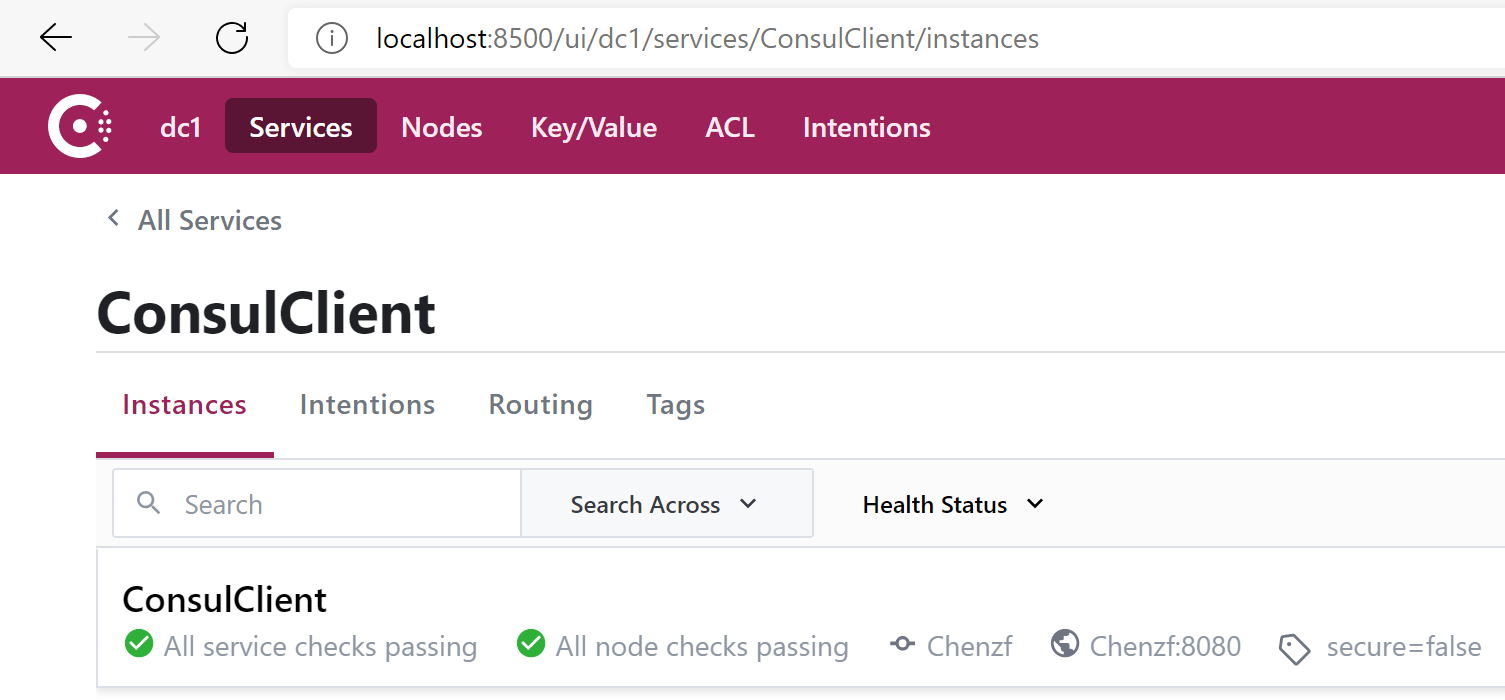 localhost:8500/ui/dc1/services/ConsulClient/instances
dc1 Services Nodes Key/Value ACL Intentions
All Services
ConsulClient
Instances Intentions Routing Tags
Search Search Across Health Status
ConsulClient
All service checks passing All node checks passing Chenzf Chenzf:8080 secure=false